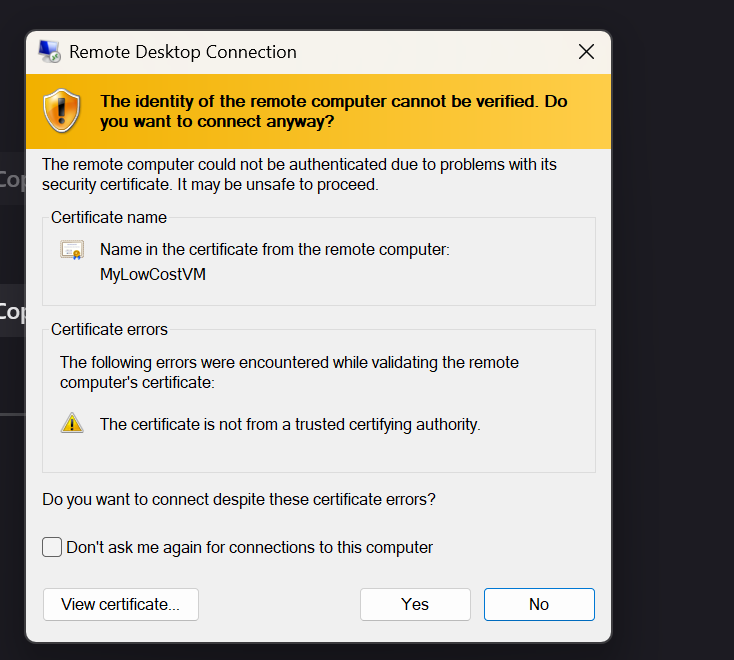 Remote Desktop Connection
The identity of the remote computer cannot be verified. Do
you want to connect anyway?
The remote computer could not be authenticated due to problems with its
security certificate. It may be unsafe to proceed.
Certificate name
Name in the certificate from the remote computer:
MyLowCostVM
Certificate errors
The following errors were encountered while validating the remote
computer's certificate:
The certificate is not from a trusted certifying authority.
Do you want to connect despite these certificate errors?
Don't ask me again for connections to this computer
View certificate...
Yes
No